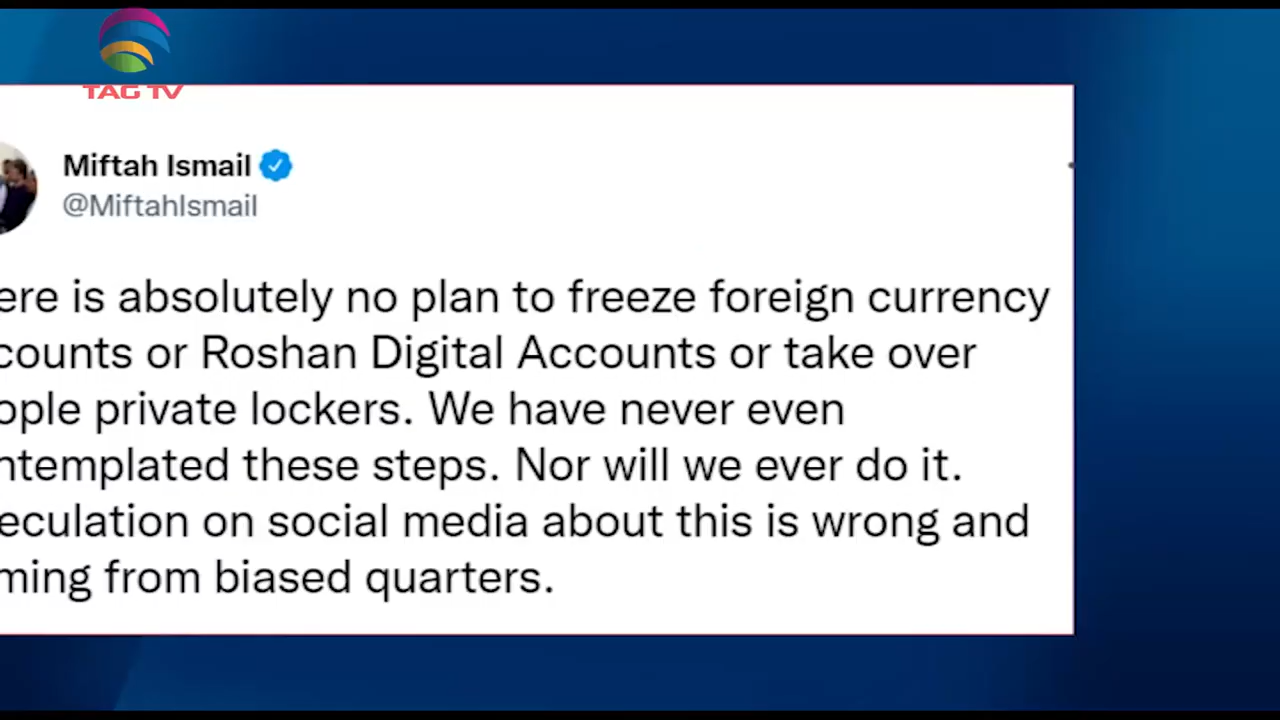 TAG TV
Miftah Ismail
@MiftahIsmail
ere is absolutely no plan to freeze foreign currency
counts or Roshan Digital Accounts or take over
ople private lockers. We have never even
ntemplated these steps. Nor will we ever do it.
eculation on social media about this is wrong and
ming from biased quarters.